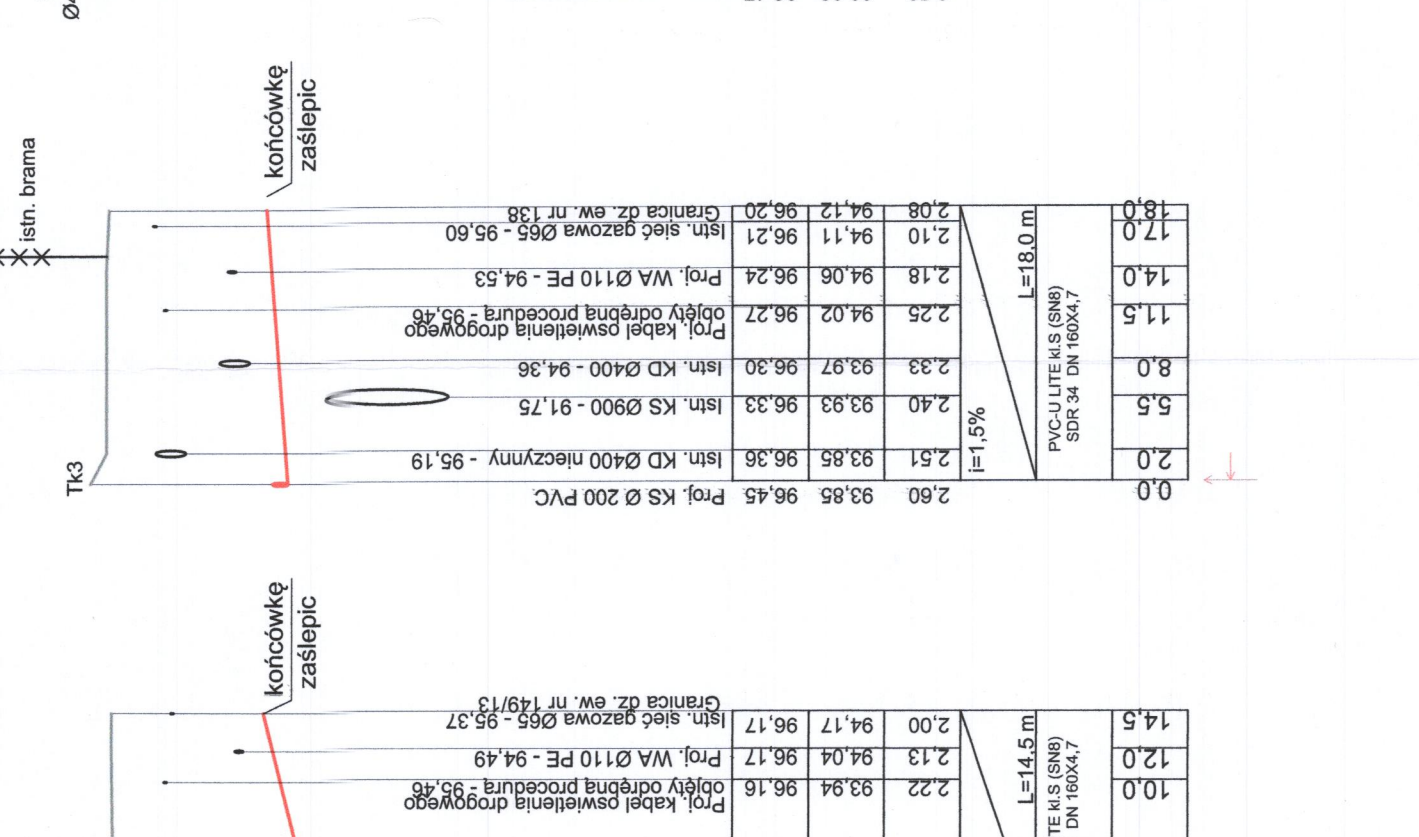 istn. brama
końcówkę
zaślepic
Tk3
Granica dz. ew. nr 138
96,20 94,12 2,08 18,0
Istn. sieć gazowa Ø65 - 95,60
96,21 94,11 2,10 17,0
Proj. WA Ø110 PE - 94,53
96,24 94,06 2,18 14,0
Proj. kabel oswietlenia drogowego
objęty odrębną procedurą - 95,46
96,27 94,02 2,25 11,5
Istn. KD Ø400 - 94,36
96,30 93,97 2,33 8,0
Istn. KS Ø900 - 91,75
96,33 93,93 2,40 5,5
Istn. KD Ø400 nieczynny - 95,19
96,36 93,85 2,51 2,0
Proj. KS Ø 200 PVC
96,45 93,85 2,60 0,0
i=1,5%
L=18,0 m
PVC-U LITE kl.S (SN8)
SDR 34 DN 160X4,7
końcówkę
zaślepic
Granica dz. ew. nr 149/13
Istn. sieć gazowa Ø65 - 95,37
96,17 94,17 2,00 14,5
Proj. WA Ø110 PE - 94,49
96,17 94,04 2,13 12,0
Proj. kabel oswietlenia drogowego
objęty odrębną procedurą - 95,46
96,16 93,94 2,22 10,0
L=14,5 m
TE kl.S (SN8)
DN 160X4,7